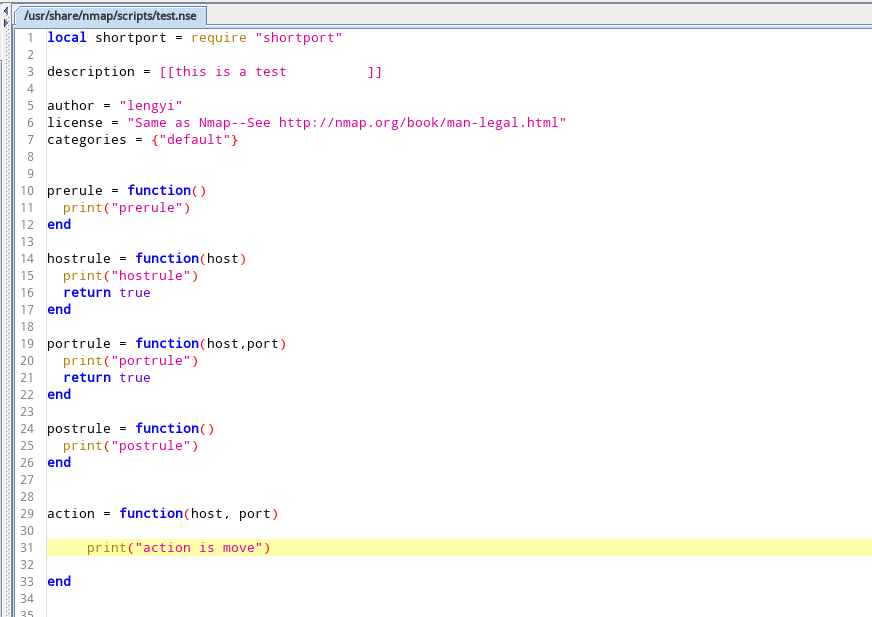 /usr/share/nmap/scripts/test.nse
1 local shortport = require "shortport"
2
3 description = [[this is a test          ]]
4
5 author = "lengyi"
6 license = "Same as Nmap--See http://nmap.org/book/man-legal.html"
7 categories = {"default"}
8
9
10 prerule = function()
11   print("prerule")
12 end
13
14 hostrule = function(host)
15   print("hostrule")
16   return true
17 end
18
19 portrule = function(host,port)
20   print("portrule")
21   return true
22 end
23
24 postrule = function()
25   print("postrule")
26 end
27
28
29 action = function(host, port)
30
31      print("action is move")
32
33 end
34
35